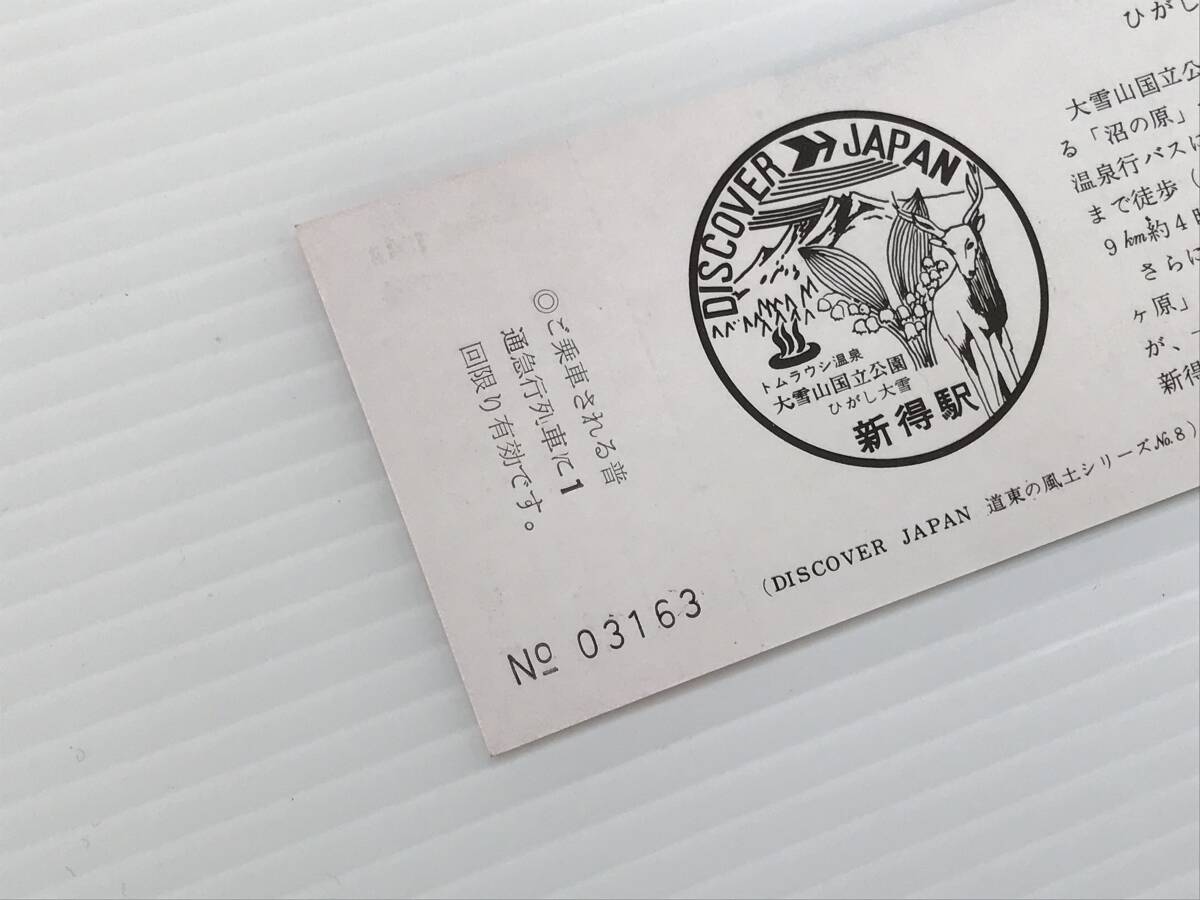 ◎ご乗車される普
通急行列車に1
回限り有効です。
№ 03163
DISCOVER JAPAN
トムラウシ温泉
大雪山国立公園
ひがし大雪
新得駅
(DISCOVER JAPAN 道東の風土シリーズNo.8)
ひがし
大雪山国立公
る「沼の原」
温泉行バスに
まで徒歩(
9㎞約4
さらに
ヶ原」
が、
新得